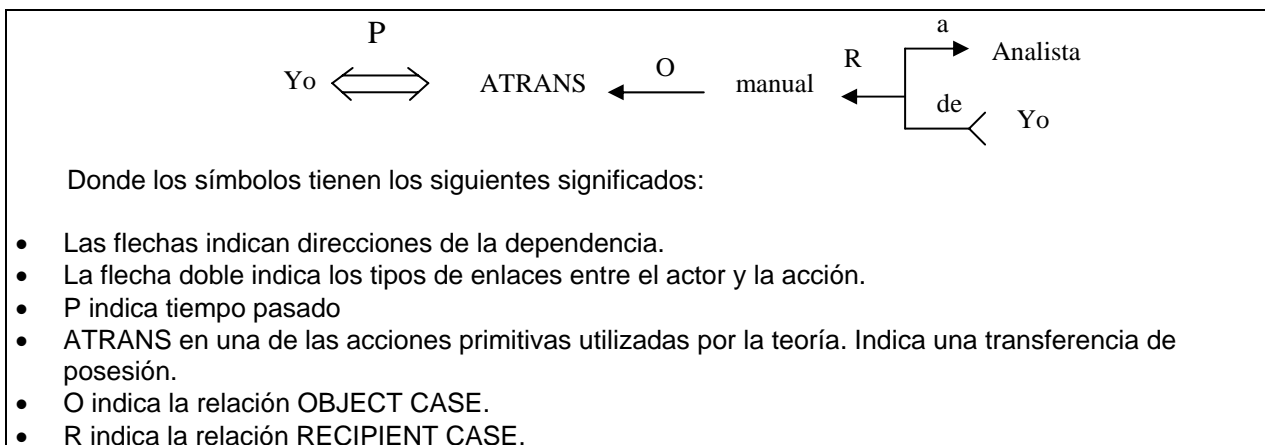 P
a
Yo ATRANS O manual R Analista
de
Yo
Donde los símbolos tienen los siguientes significados:
• Las flechas indican direcciones de la dependencia.
• La flecha doble indica los tipos de enlaces entre el actor y la acción.
• P indica tiempo pasado
• ATRANS en una de las acciones primitivas utilizadas por la teoría. Indica una transferencia de
posesión.
• O indica la relación OBJECT CASE.
• R indica la relación RECIPIENT CASE.